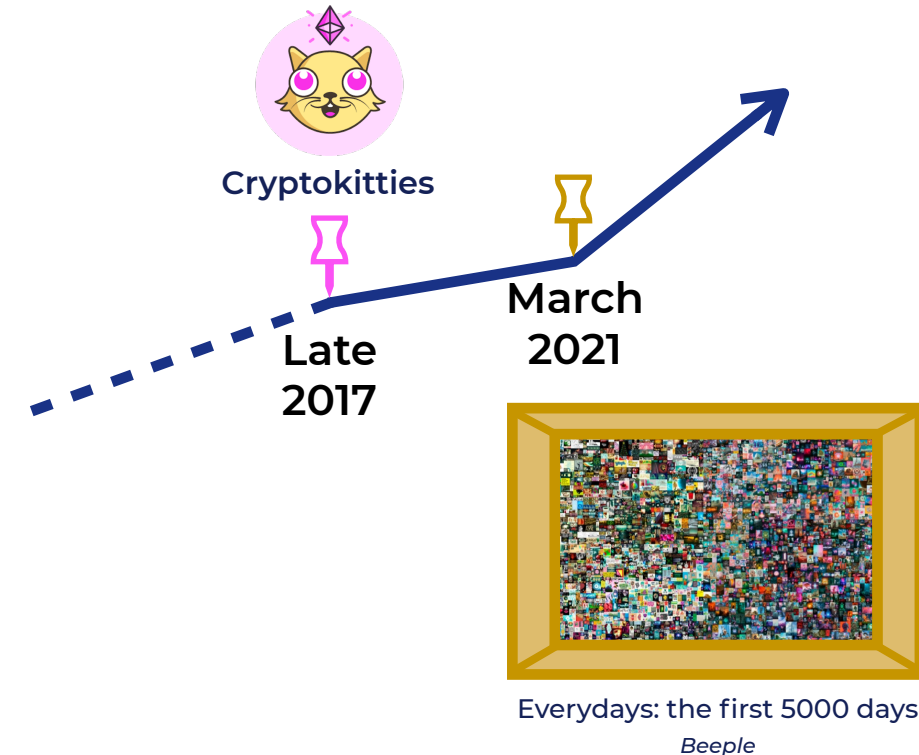 Cryptokitties
Late
2017
March
2021
Everydays: the first 5000 days
Beeple